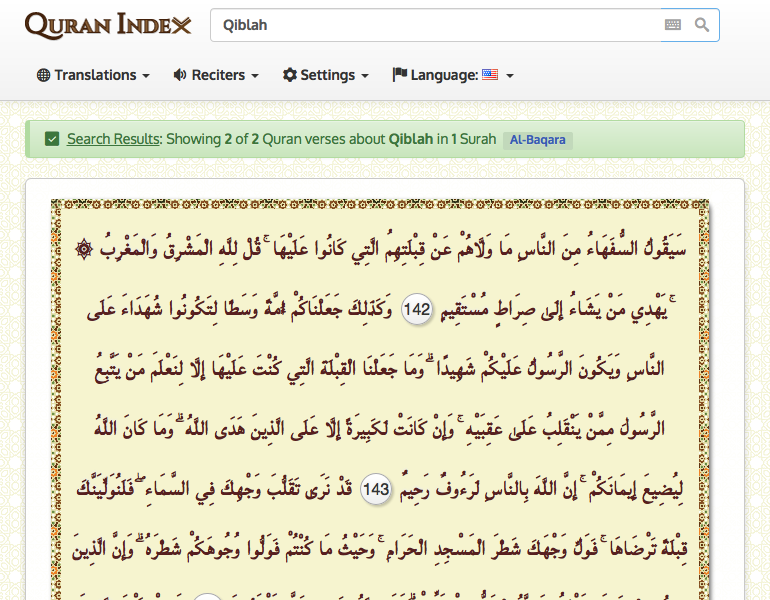 QURAN INDEX
Qiblah
Translations Reciters Settings Language:
Search Results: Showing 2 of 2 Quran verses about Qiblah in 1 Surah Al-Baqara
سَيَقُولُ السُّفَهَاءُ مِنَ النَّاسِ مَا وَلَّاهُمْ عَنْ قِبْلَتِهِمُ الَّتِي كَانُوا عَلَيْهَا ۚ قُلْ لِلَّهِ الْمَشْرِقُ وَالْمَغْرِبُ ۞
ۚ يَهْدِي مَنْ يَشَاءُ إِلَىٰ صِرَاطٍ مُسْتَقِيمٍ 142 وَكَذَٰلِكَ جَعَلْنَاكُمْ أُمَّةً وَسَطًا لِتَكُونُوا شُهَدَاءَ عَلَى
النَّاسِ وَيَكُونَ الرَّسُولُ عَلَيْكُمْ شَهِيدًا ۗ وَمَا جَعَلْنَا الْقِبْلَةَ الَّتِي كُنْتَ عَلَيْهَا إِلَّا لِنَعْلَمَ مَنْ يَتَّبِعُ
الرَّسُولَ مِمَّنْ يَنْقَلِبُ عَلَىٰ عَقِبَيْهِ ۚ وَإِنْ كَانَتْ لَكَبِيرَةً إِلَّا عَلَى الَّذِينَ هَدَى اللَّهُ ۗ وَمَا كَانَ اللَّهُ
لِيُضِيعَ إِيمَانَكُمْ ۚ إِنَّ اللَّهَ بِالنَّاسِ لَرَءُوفٌ رَحِيمٌ 143 قَدْ نَرَىٰ تَقَلُّبَ وَجْهِكَ فِي السَّمَاءِ ۖ فَلَنُوَلِّيَنَّكَ
قِبْلَةً تَرْضَاهَا ۚ فَوَلِّ وَجْهَكَ شَطْرَ الْمَسْجِدِ الْحَرَامِ ۚ وَحَيْثُ مَا كُنْتُمْ فَوَلُّوا وُجُوهَكُمْ شَطْرَهُ ۗ وَإِنَّ الَّذِينَ